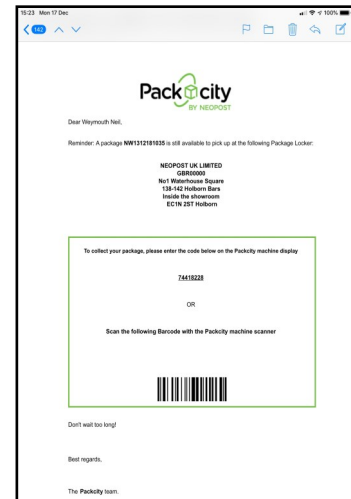 15:23 Mon 17 Dec
100%
142
Packcity
BY NEOPOST
Dear Weymouth Neil,
Reminder: A package NW1312181035 is still available to pick up at the following Package Locker:
NEOPOST UK LIMITED
GBR00000
No1 Waterhouse Square
138-142 Holborn Bars
Inside the showroom
EC1N 2ST Holborn
To collect your package, please enter the code below on the Packcity machine display
74418228
OR
Scan the following Barcode with the Packcity machine scanner
Don't wait too long!
Best regards,
The Packcity team.